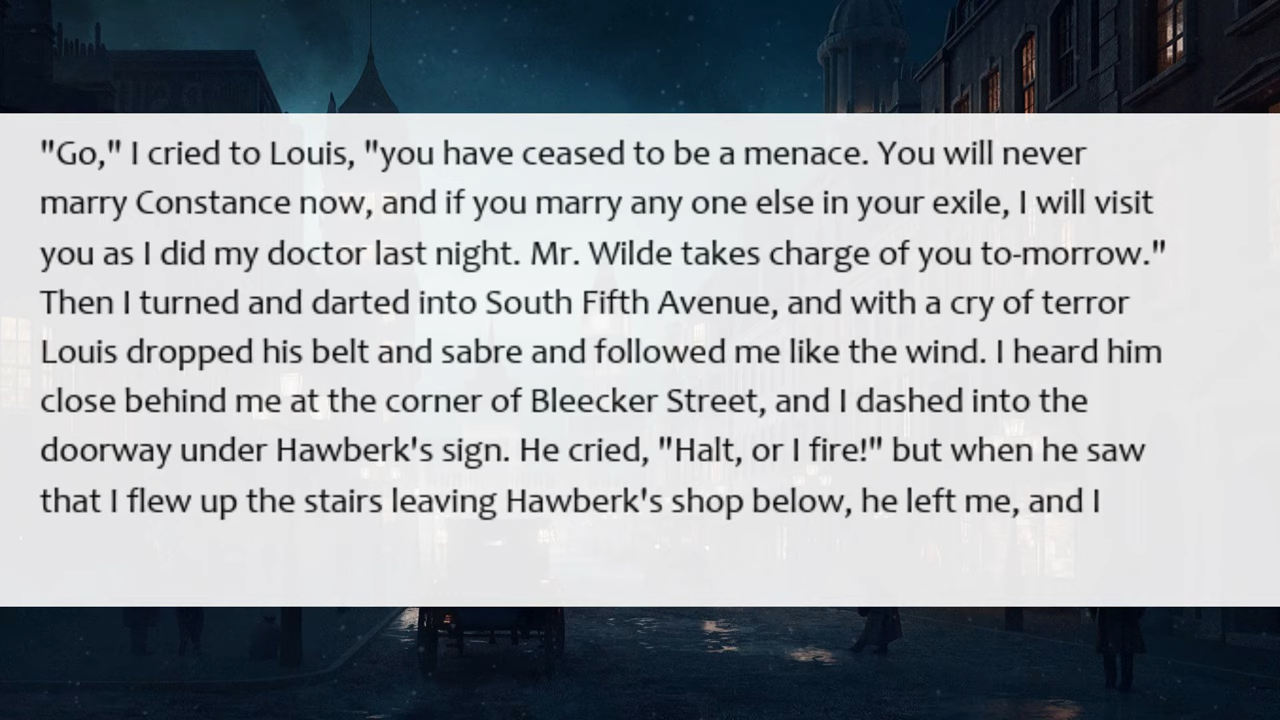 "Go," I cried to Louis, "you have ceased to be a menace. You will never
marry Constance now, and if you marry any one else in your exile, I will visit
you as I did my doctor last night. Mr. Wilde takes charge of you to-morrow."
Then I turned and darted into South Fifth Avenue, and with a cry of terror
Louis dropped his belt and sabre and followed me like the wind. I heard him
close behind me at the corner of Bleecker Street, and I dashed into the
doorway under Hawberk's sign. He cried, "Halt, or I fire!" but when he saw
that I flew up the stairs leaving Hawberk's shop below, he left me, and I